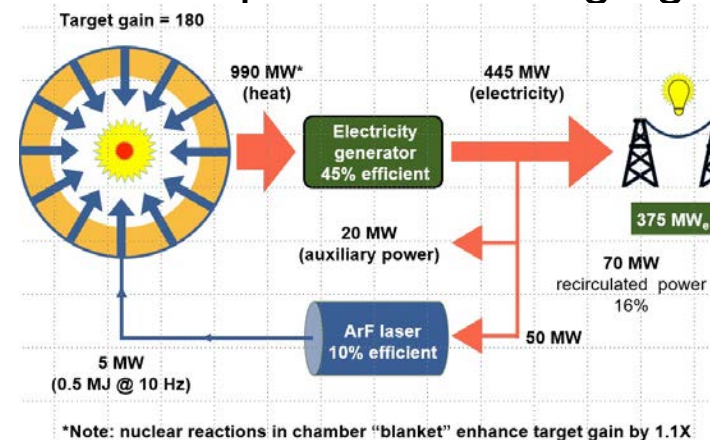 Target gain = 180
990 MW*
(heat)
445 MW
(electricity)
Electricity
generator
45% efficient
375 MWe
20 MW
(auxiliary power)
70 MW
recirculated power
16%
ArF laser
10% efficient
50 MW
5 MW
(0.5 MJ @ 10 Hz)
*Note: nuclear reactions in chamber “blanket” enhance target gain by 1.1X